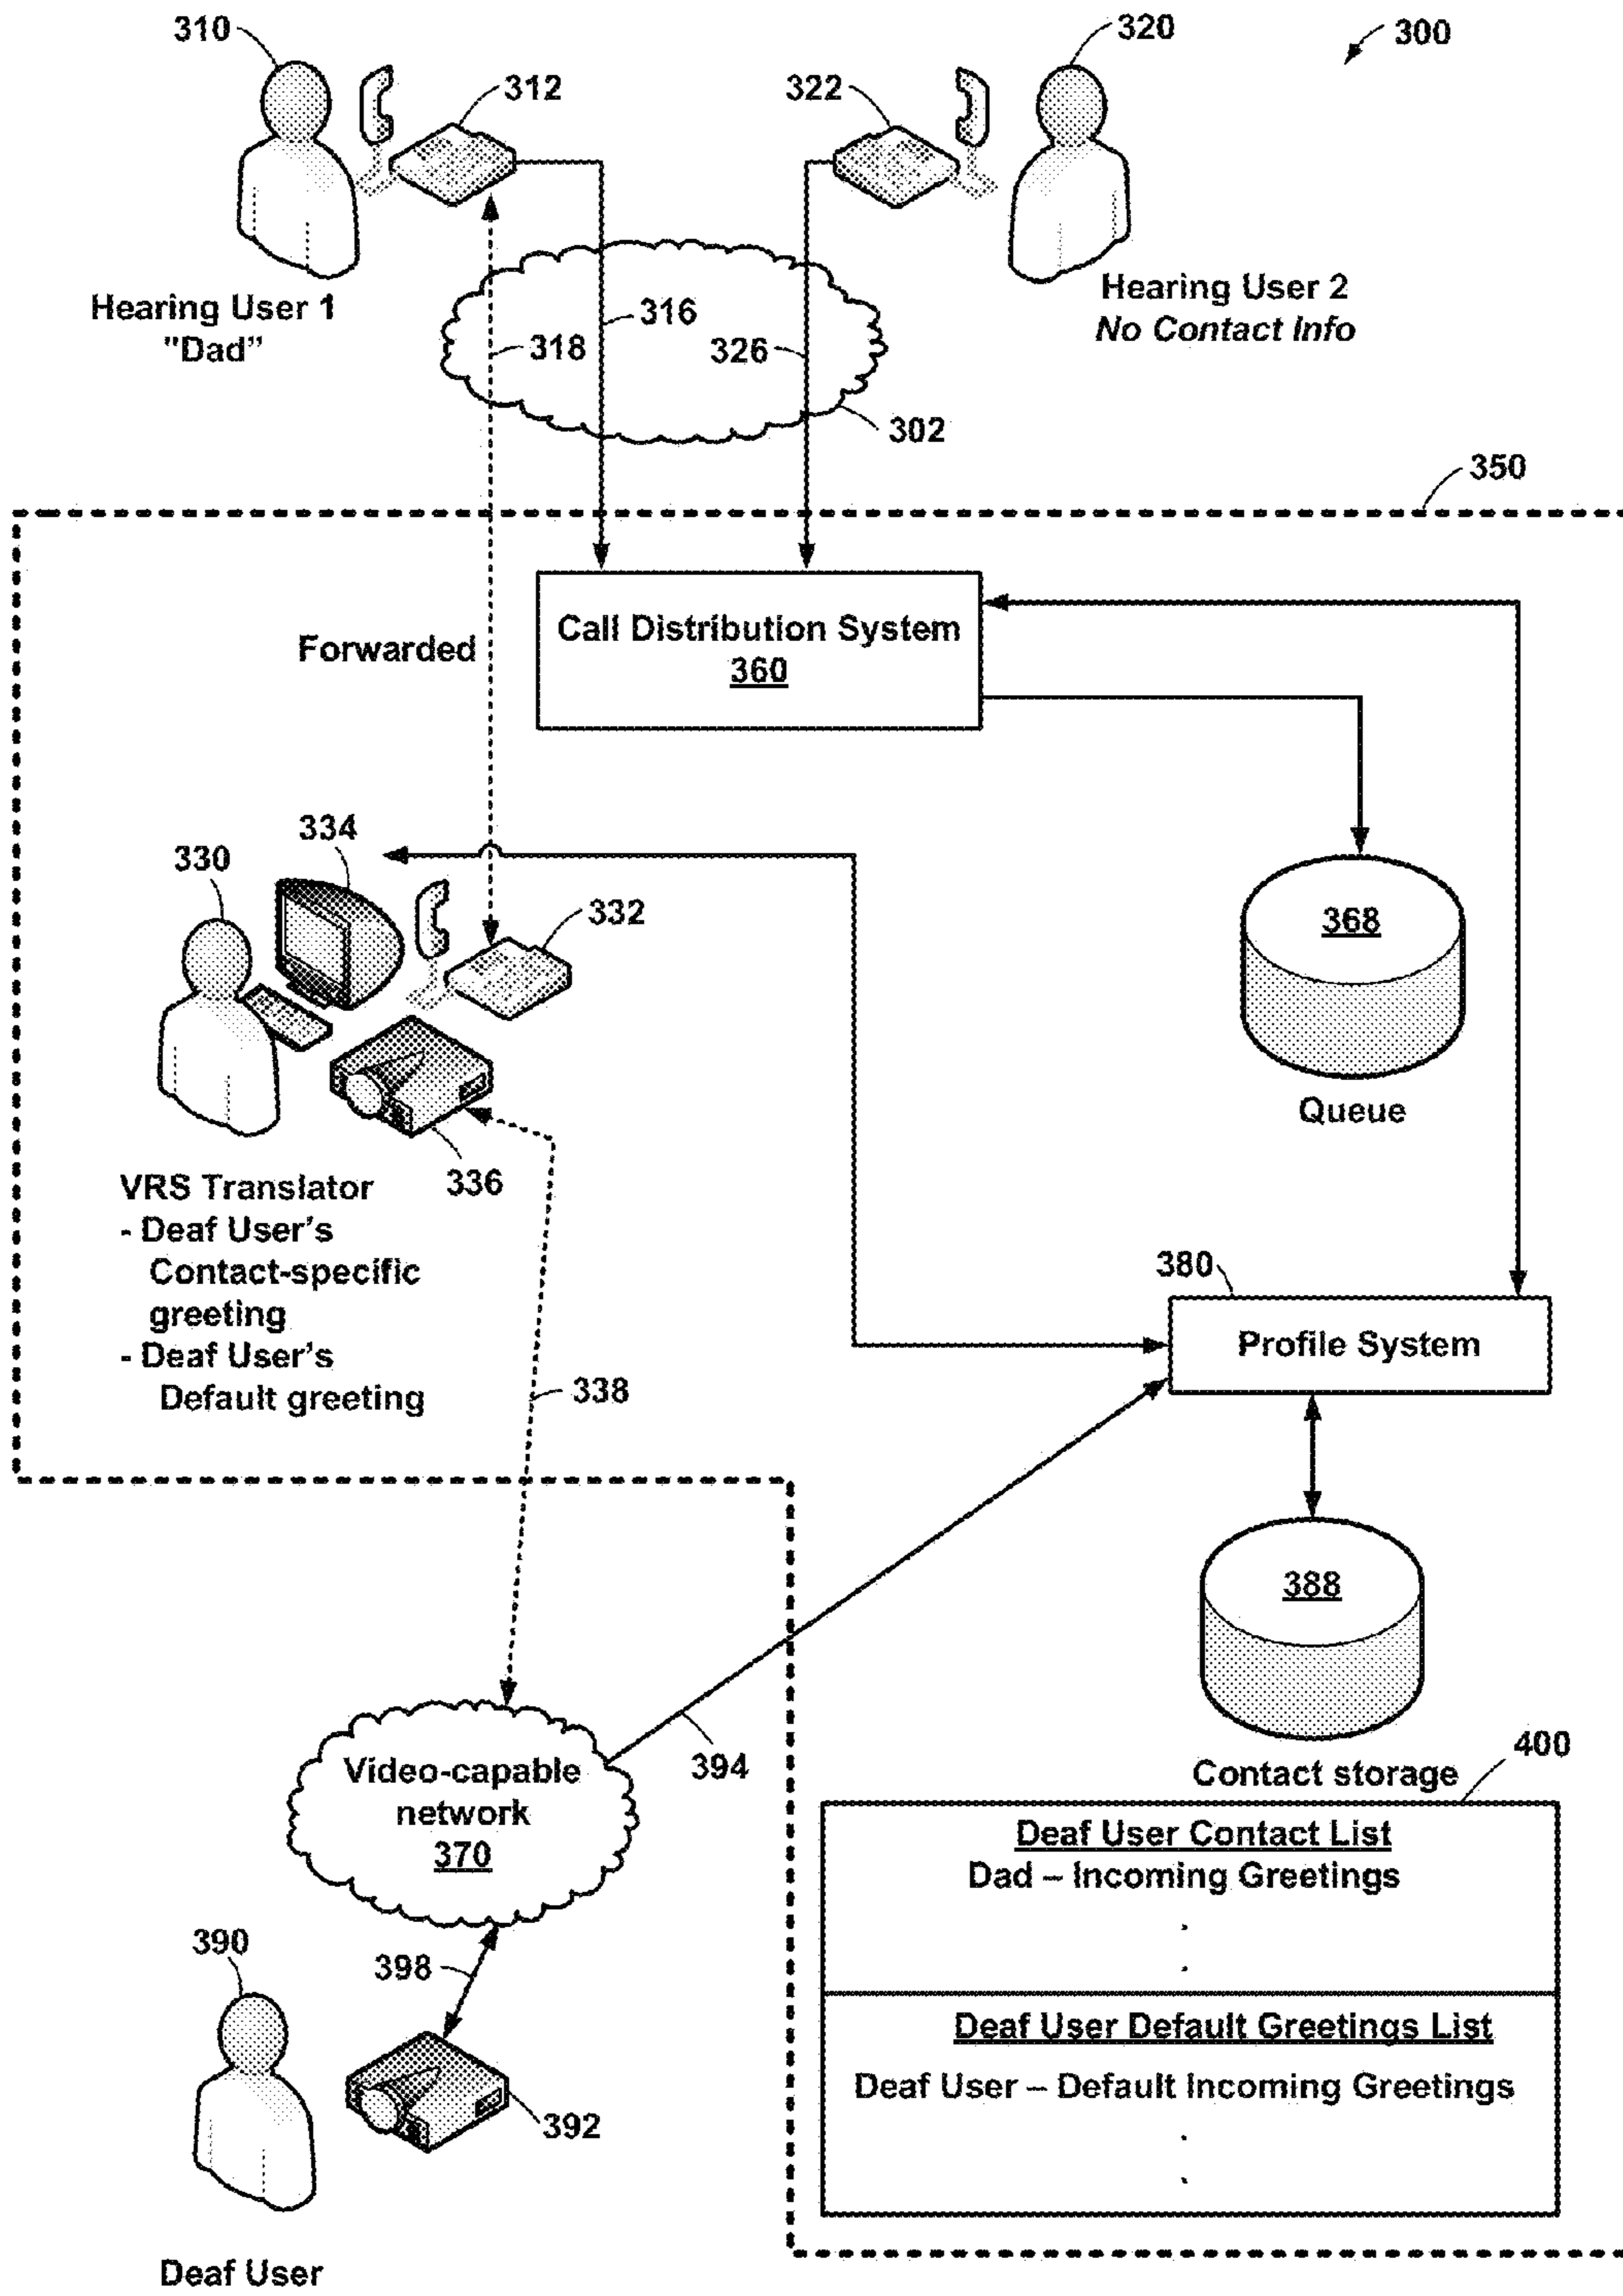 310
320
300
312
322
Hearing User 1
"Dad"
Hearing User 2
No Contact Info
316
318
326
302
350
Call Distribution System
360
Forwarded
334
330
332
368
Queue
336
VRS Translator
- Deaf User's
Contact-specific
greeting
- Deaf User's
Default greeting
338
380
Profile System
388
Contact storage
394
400
Video-capable
network
370
Deaf User Contact List
Dad – Incoming Greetings
.
.
Deaf User Default Greetings List
Deaf User – Default Incoming Greetings
.
.
390
398
392
Deaf User